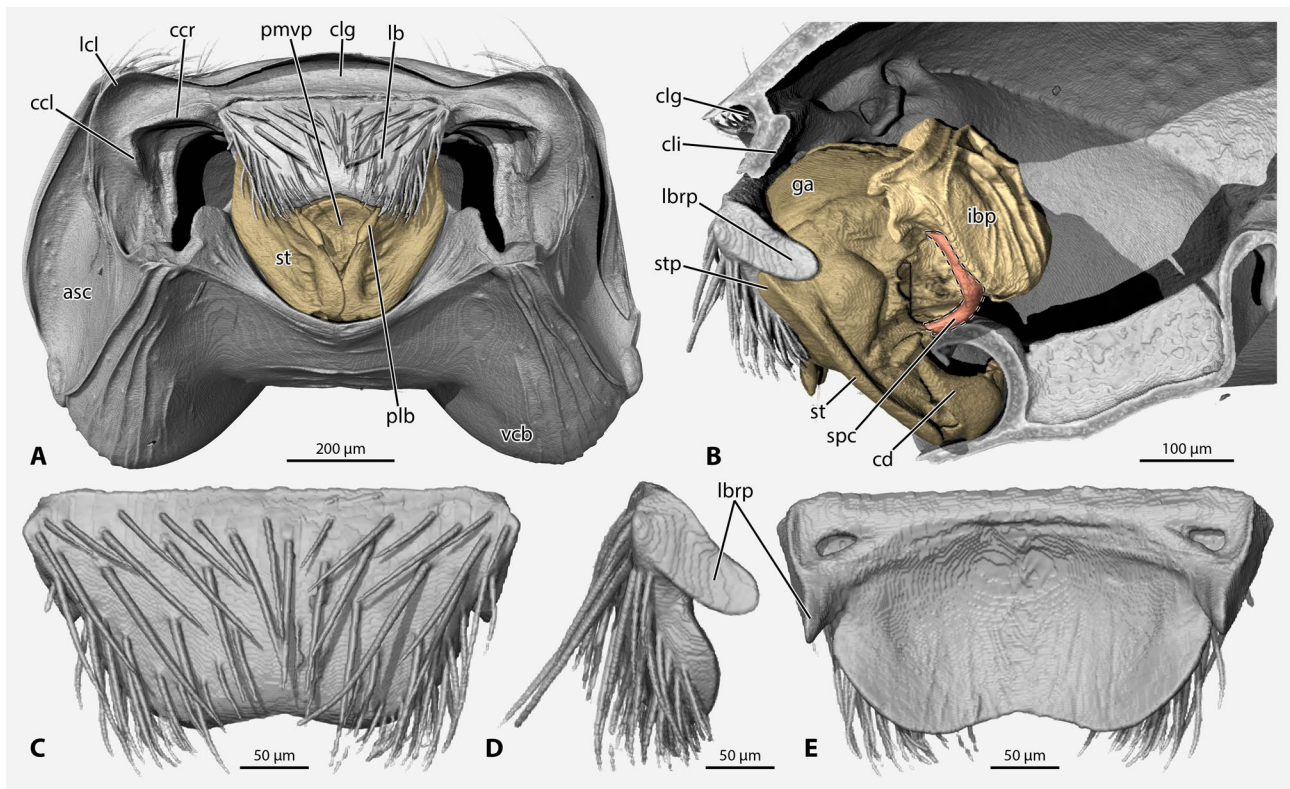 lcl
ccr
pmvp
clg
lb
ccl
st
asc
plb
vcb
A
200 µm
clg
cli
lbrp
stp
ga
ibp
st
spc
cd
B
100 µm
C
50 µm
lbrp
D
50 µm
E
50 µm